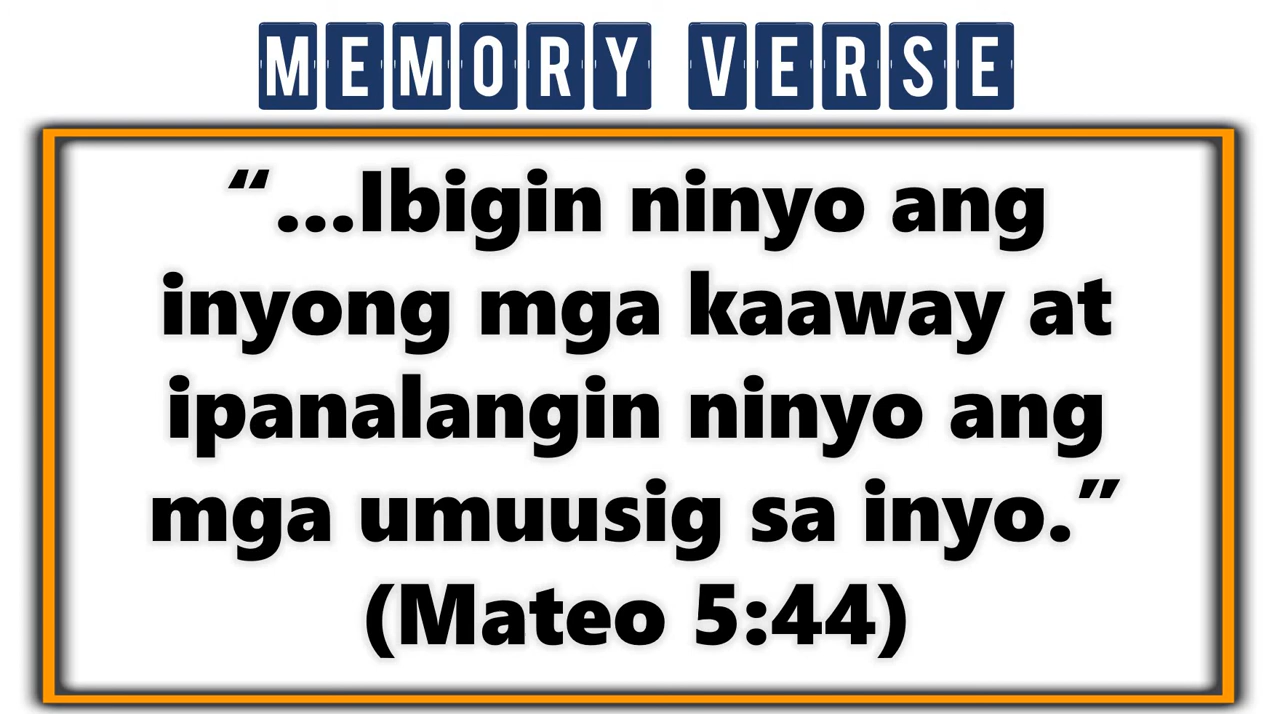 MEMORY VERSE
“...Ibigin ninyo ang
inyong mga kaaway at
ipanalangin ninyo ang
mga umuusig sa inyo.”
(Mateo 5:44)